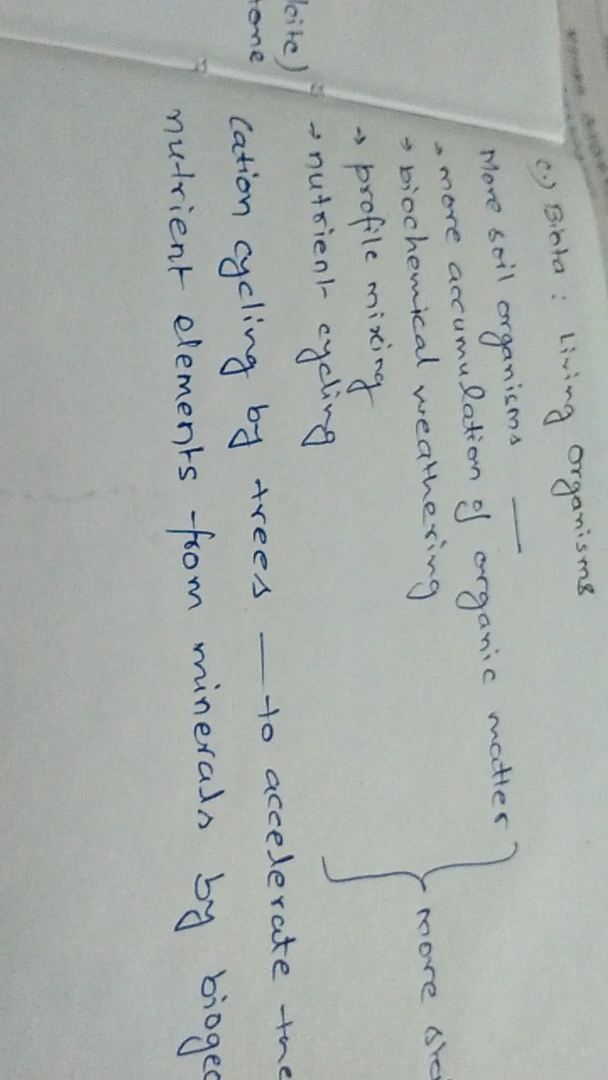 c) Biota : Living organisms
More soil organisms —
→ more accumulation of organic matter
→ biochemical weathering
→ profile mixing
→ nutrient cycling
} more
Cation cycling by trees — to accelerate the
nutrient elements from minerals by